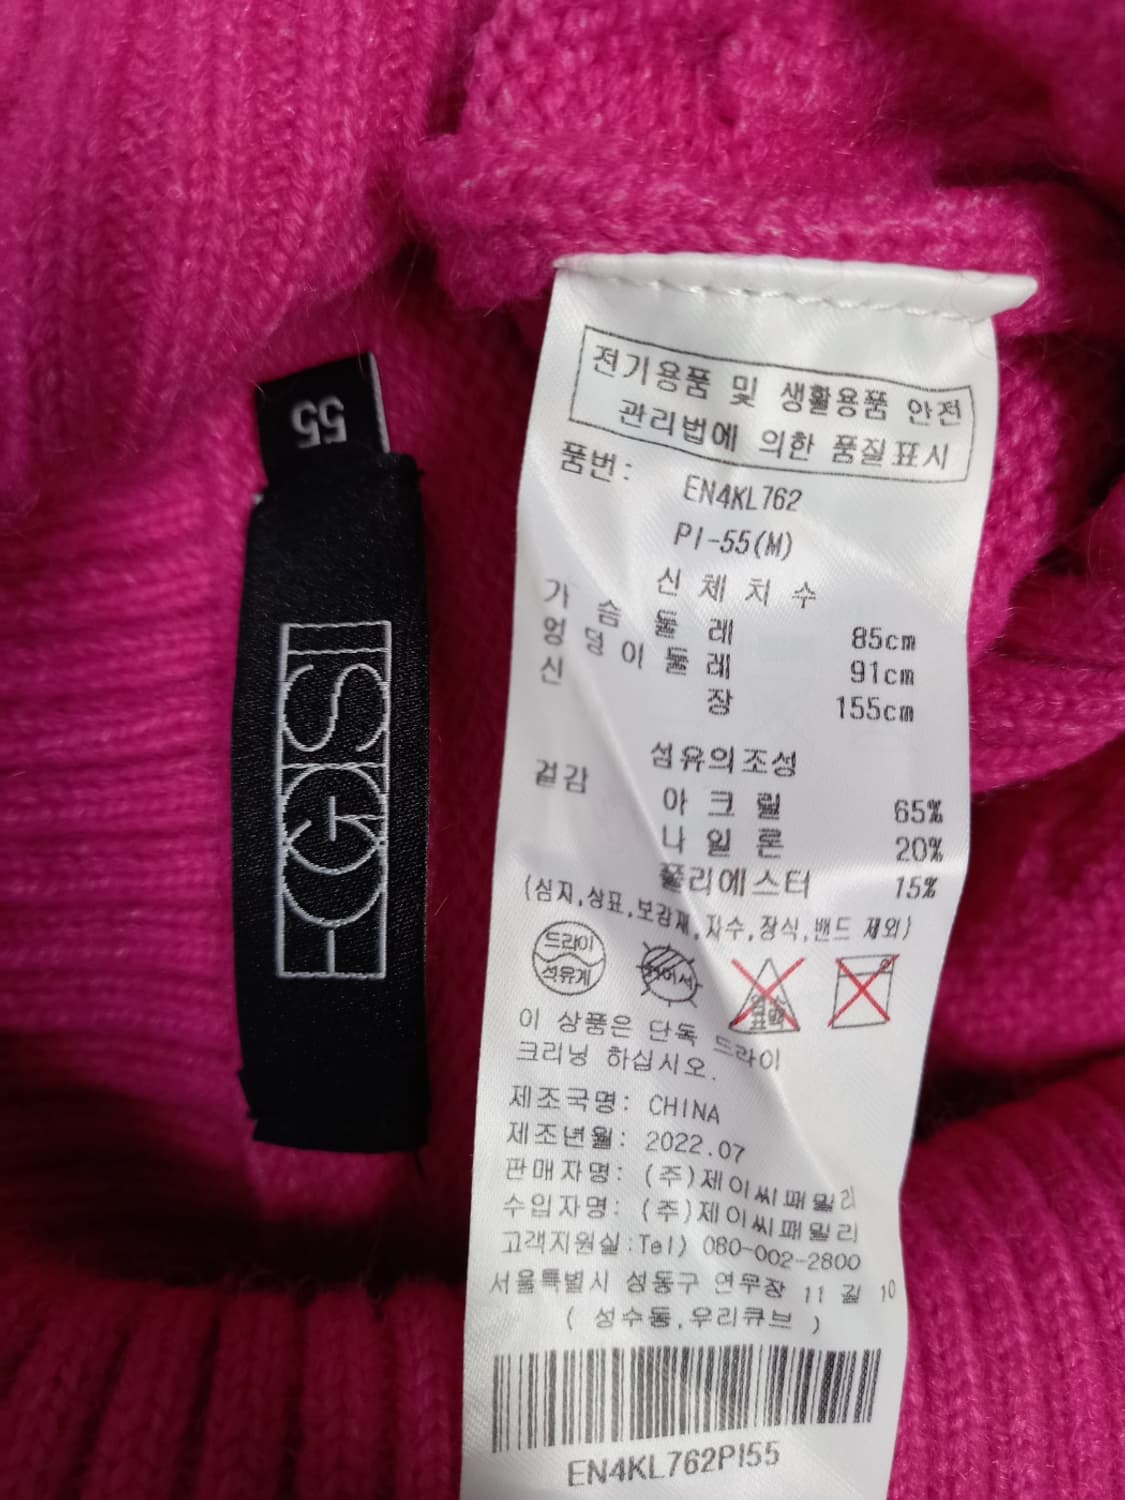 55
EGOIST
전기용품 및 생활용품 안전
관리법에 의한 품질표시
품번: EN4KL762
PI-55(M)
신체치수
가슴둘레 85cm
엉덩이둘레 91cm
신장 155cm
섬유의조성
겉감
아크릴 65%
나일론 20%
폴리에스터 15%
(심지,상표,보강재,자수,장식,밴드 제외)
드라이
석유계
뉘어서
염소
표백
이 상품은 단독 드라이
크리닝 하십시오.
제조국명: CHINA
제조년월: 2022.07
판매자명: (주)제이씨패밀리
수입자명: (주)제이씨패밀리
고객지원실:Tel) 080-002-2800
서울특별시 성동구 연무장 11 길 10
( 성수동,우리큐브 )
EN4KL762PI55